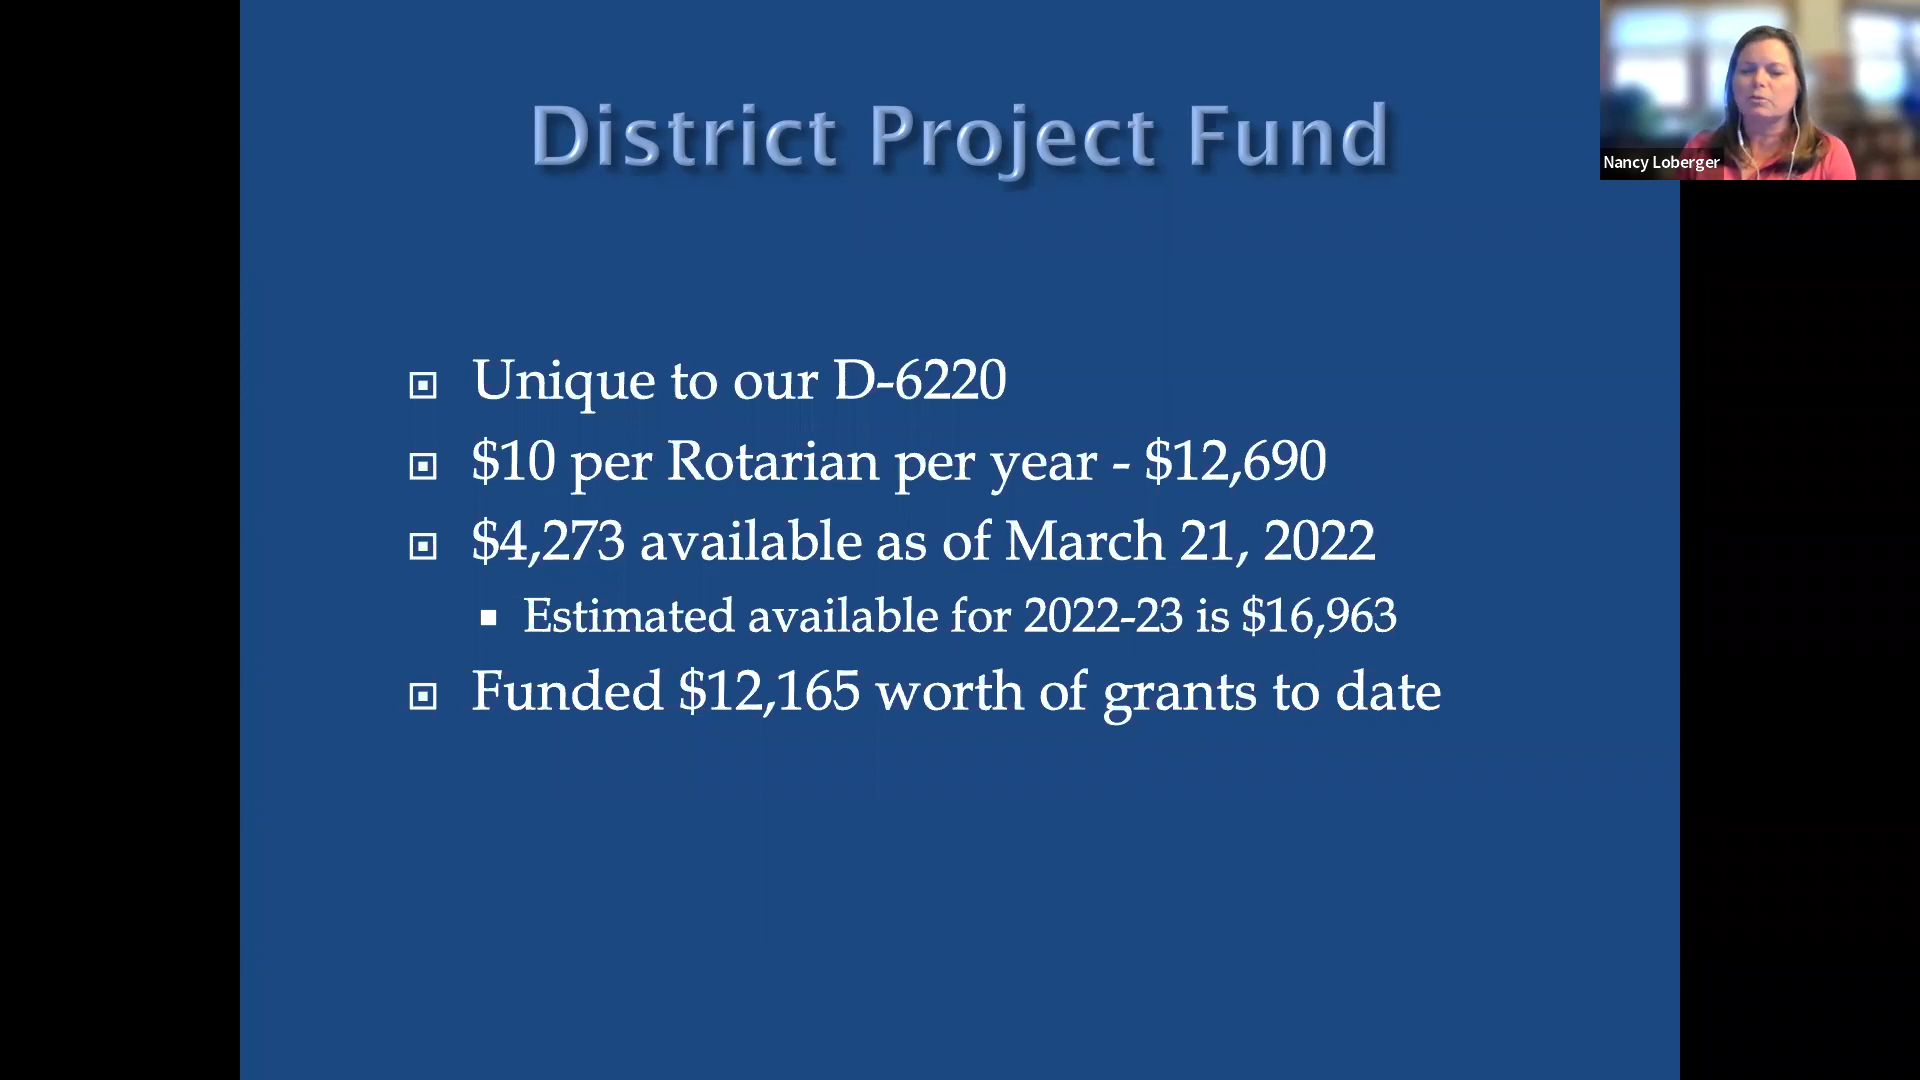 District Project Fund
Nancy Loberger
Unique to our D-6220
$10 per Rotarian per year - $12,690
$4,273 available as of March 21, 2022
Estimated available for 2022-23 is $16,963
Funded $12,165 worth of grants to date